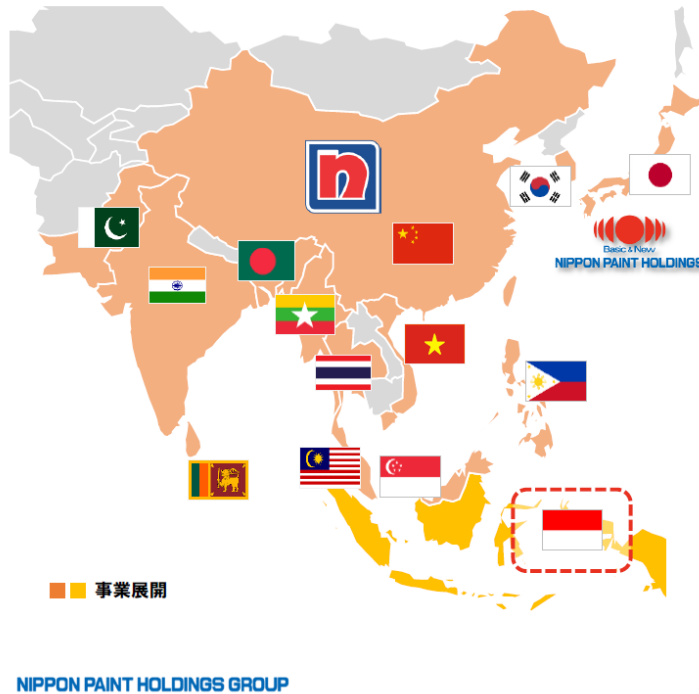 n
Basic & New
NIPPON PAINT HOLDINGS
事業展開
NIPPON PAINT HOLDINGS GROUP